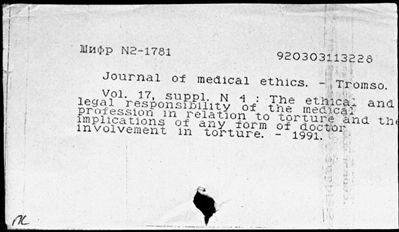 Шифр N2-1781
920303113228
Journal of medical ethics. - Tromso.
Vol. 17, suppl. N 4 : The ethical and
legal responsibility of the medical
profession in relation to torture and the
implications of any form of doctor
involvement in torture. - 1991.